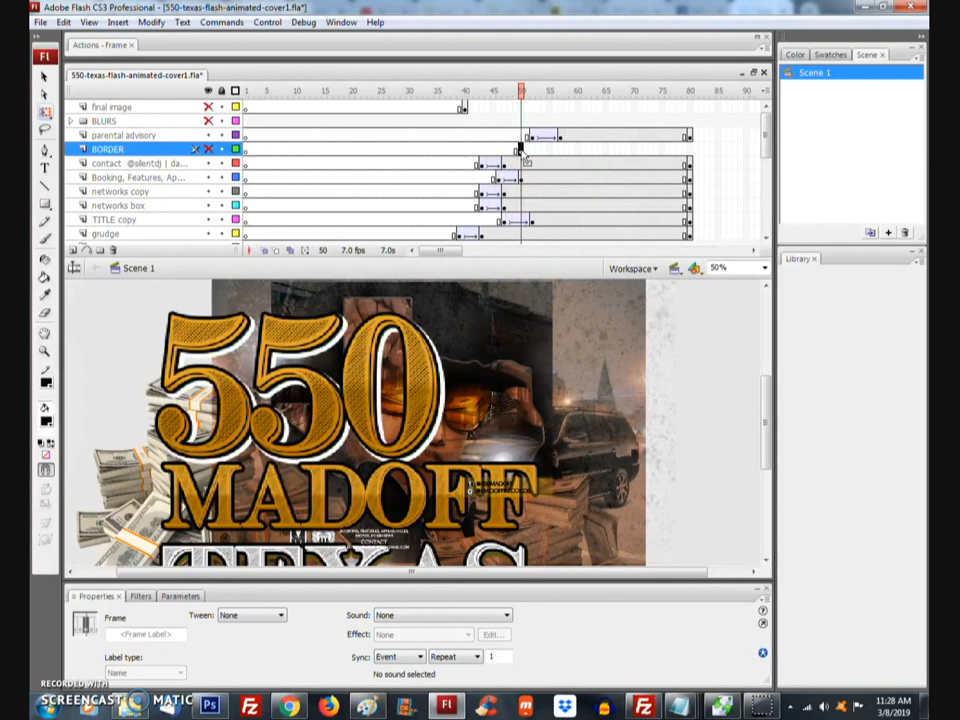 Adobe Flash CS3 Professional - [550-texas-flash-animated-cover1.fla*]
File Edit View Insert Modify Text Commands Control Debug Window Help
Actions - Frame ×
Color Swatches Scene ×
Scene 1
550-texas-flash-animated-cover1.fla*
1 5 10 15 20 25 30 35 40 45 50 55 60 65 70 75 80 85 90
final image
BLURS
parental advisory
BORDER
contact @silentdj | da...
Booking, Features, Ap...
networks copy
networks box
TITLE copy
grudge
50 7.0 fps 7.0s
Scene 1
Workspace
50%
Library ×
550
MADOFF
CONTACT
TEXAS
Properties × Filters Parameters
Frame
<Frame Label>
Label type:
Name
Tween: None
Sound: None
Effect: None Edit...
Sync: Event Repeat 1
No sound selected
RECORDED WITH
SCREENCAST MATIC
11:28 AM
3/8/2019